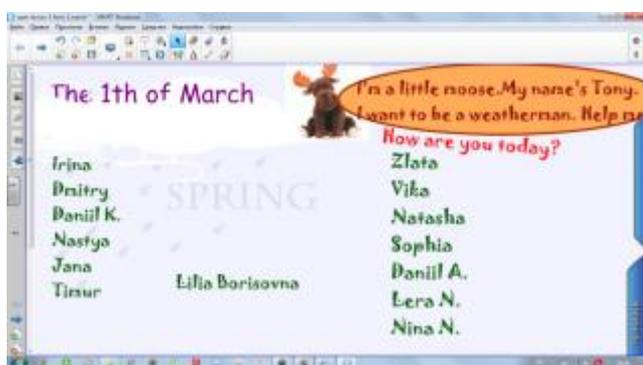 The 1th of March
I'm a little moose.My name's Tony.
I want to be a weatherman. Help me
How are you today?
SPRING
Irina
Dmitry
Daniil K.
Nastya
Jana
Timur
Lilia Borisovna
Zlata
Vika
Natasha
Sophia
Daniil A.
Lera N.
Nina N.